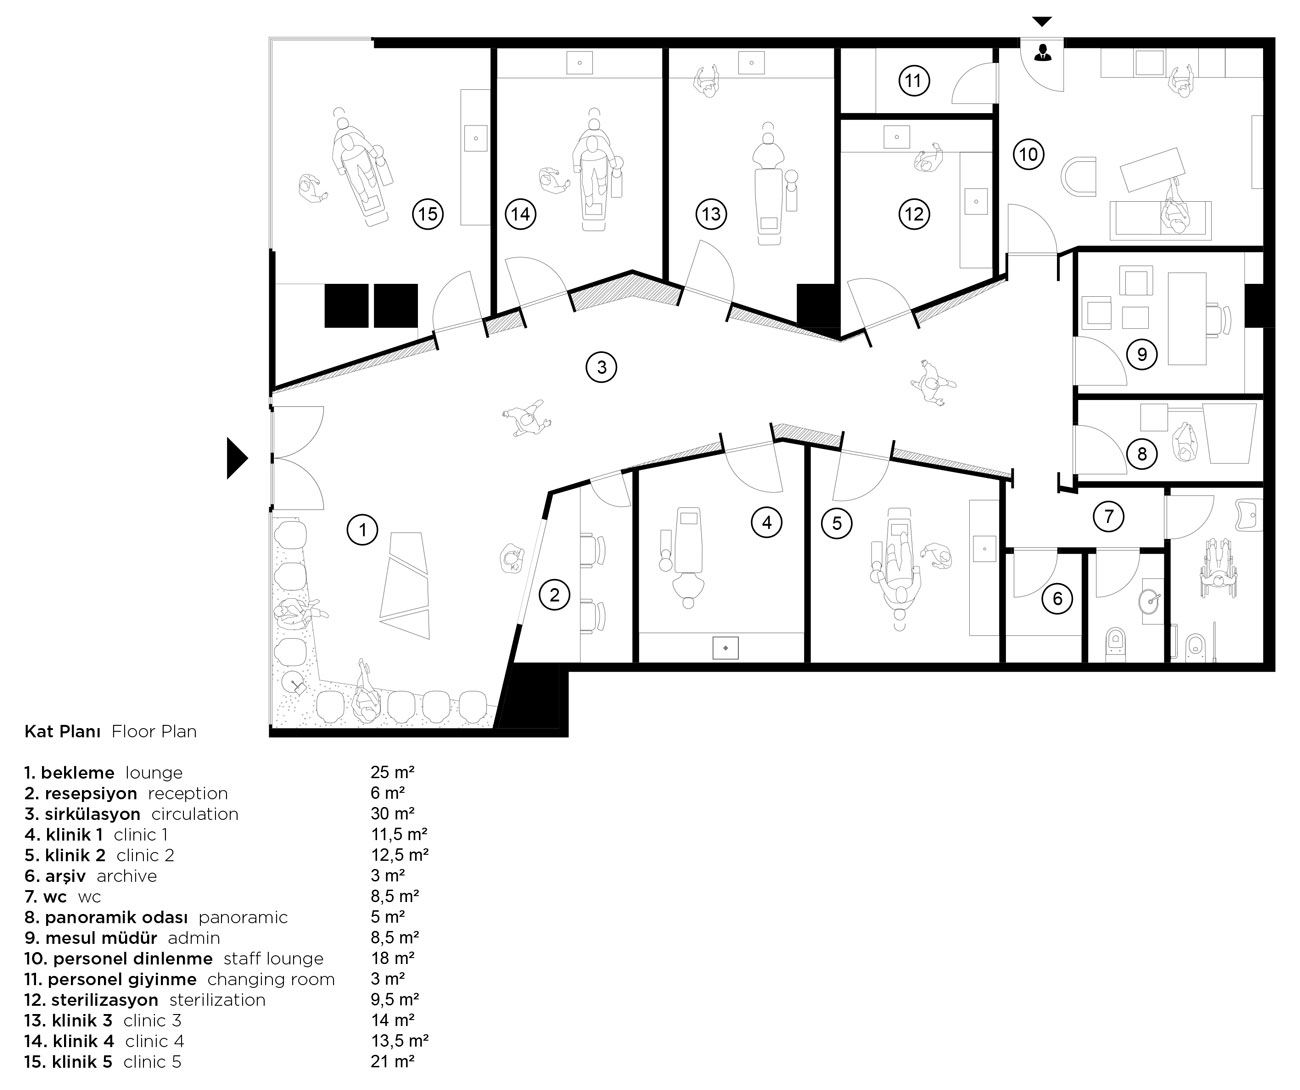 11
10
15
14
13
12
3
9
8
1
4
5
7
2
6
Kat Planı Floor Plan
1. bekleme lounge 25 m²
2. resepsiyon reception 6 m²
3. sirkülasyon circulation 30 m²
4. klinik 1 clinic 1 11,5 m²
5. klinik 2 clinic 2 12,5 m²
6. arşiv archive 3 m²
7. wc wc 8,5 m²
8. panoramik odası panoramic 5 m²
9. mesul müdür admin 8,5 m²
10. personel dinlenme staff lounge 18 m²
11. personel giyinme changing room 3 m²
12. sterilizasyon sterilization 9,5 m²
13. klinik 3 clinic 3 14 m²
14. klinik 4 clinic 4 13,5 m²
15. klinik 5 clinic 5 21 m²